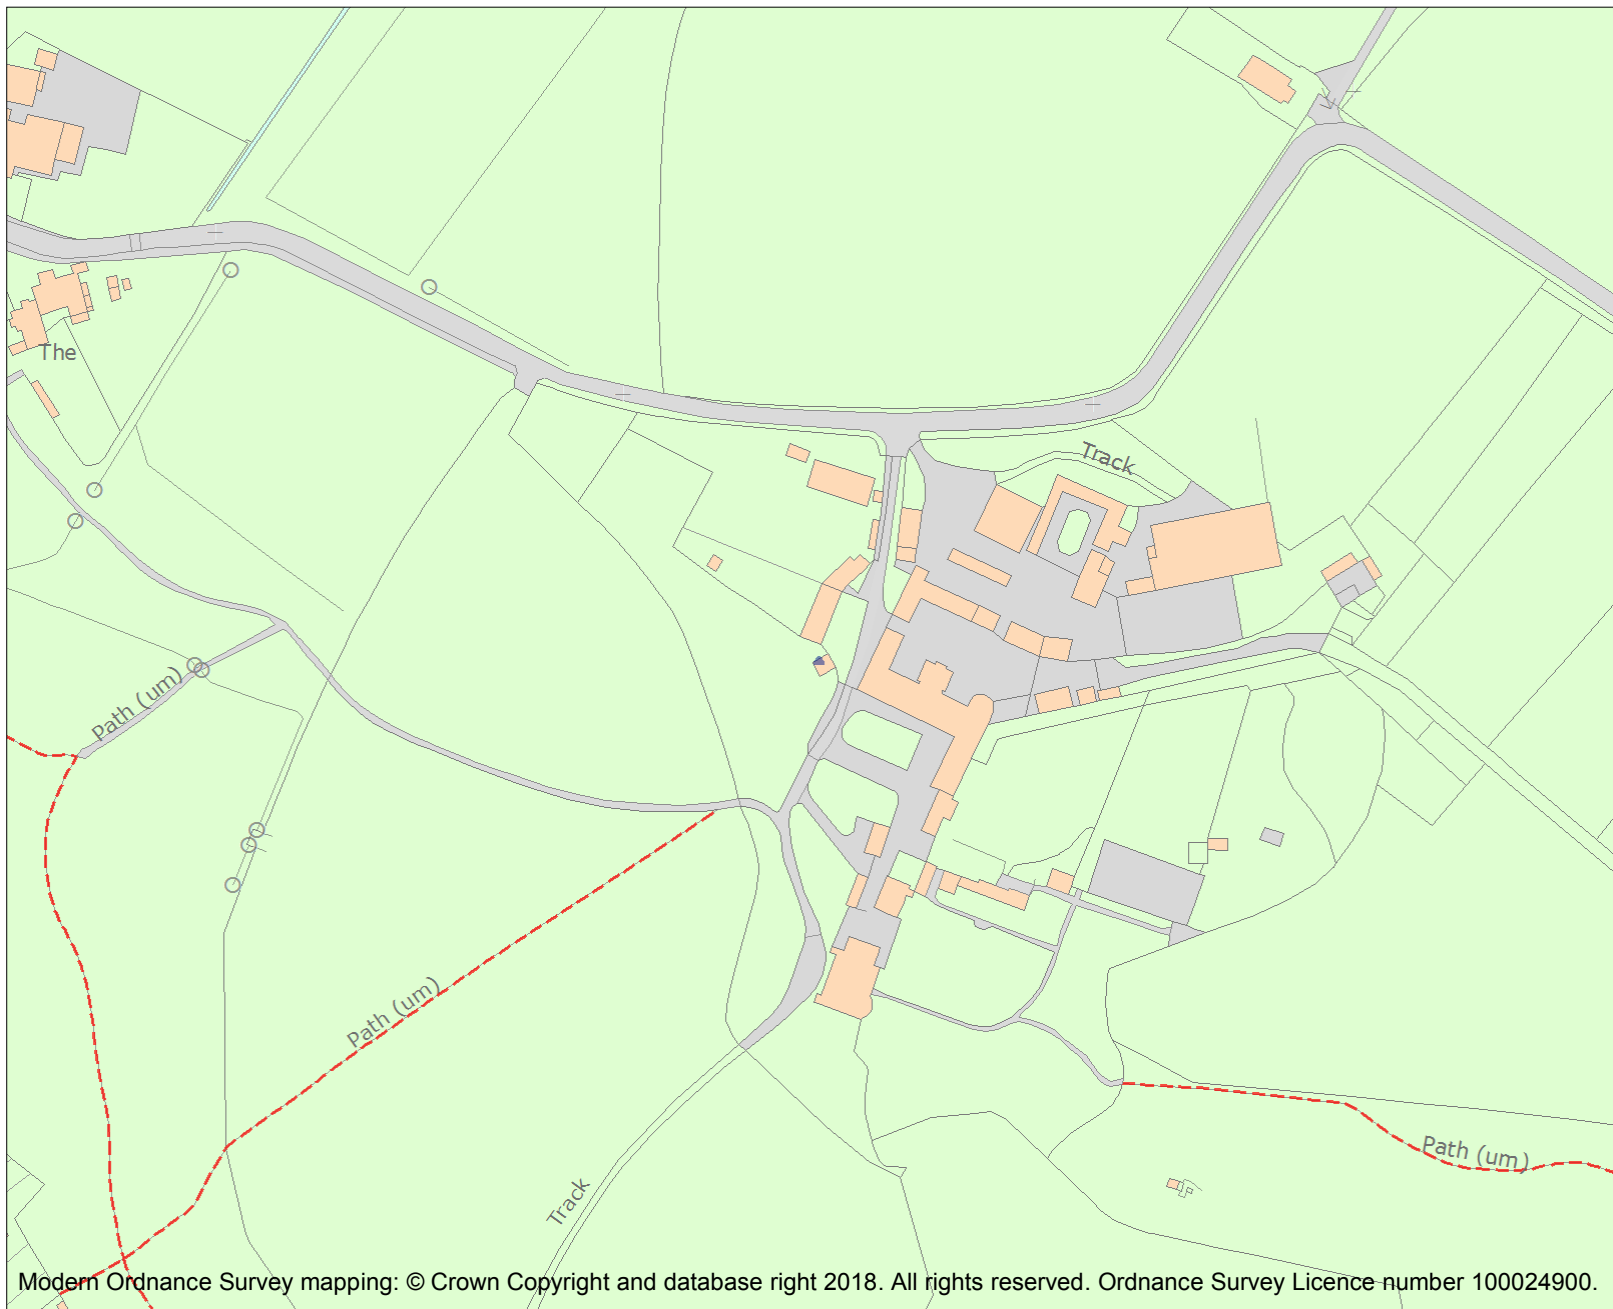 The
Track
Path (um)
Path (um)
Path (um)
Track
Modern Ordnance Survey mapping: © Crown Copyright and database right 2018. All rights reserved. Ordnance Survey Licence number 100024900.